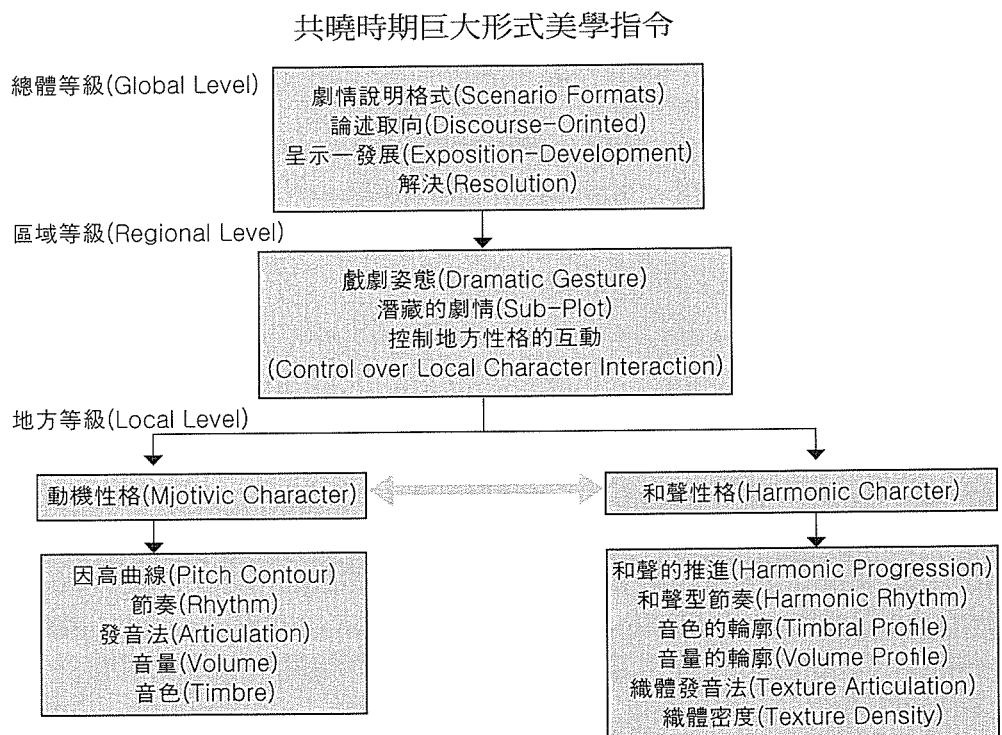 共曉時期巨大形式美學指令
總體等級(Global Level)
劇情說明格式(Scenario Formats)
論述取向(Discourse-Orinted)
呈示一發展(Exposition-Development)
解決(Resolution)
區域等級(Regional Level)
戲劇姿態(Dramatic Gesture)
潛藏的劇情(Sub-Plot)
控制地方性格的互動
(Control over Local Character Interaction)
地方等級(Local Level)
動機性格(Mjotivic Character)
和聲性格(Harmonic Charcter)
因高曲線(Pitch Contour)
節奏(Rhythm)
發音法(Articulation)
音量(Volume)
音色(Timbre)
和聲的推進(Harmonic Progression)
和聲型節奏(Harmonic Rhythm)
音色的輪廓(Timbral Profile)
音量的輪廓(Volume Profile)
織體發音法(Texture Articulation)
織體密度(Texture Density)